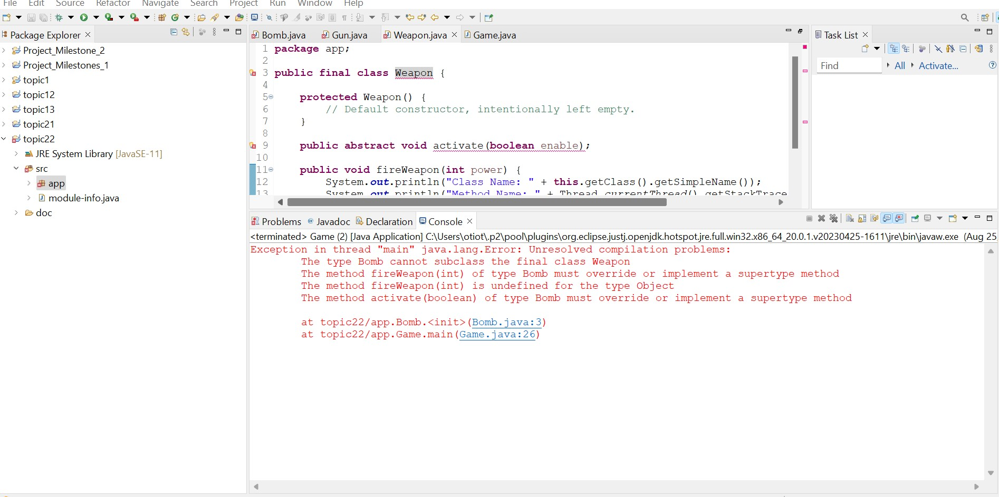 File Edit Source Refactor Navigate Search Project Run Window Help
Package Explorer
Project_Milestone_2
Project_Milestones_1
topic1
topic12
topic13
topic21
topic22
JRE System Library [JavaSE-11]
src
app
module-info.java
doc
Bomb.java Gun.java Weapon.java Game.java
1 package app;
2
3 public final class Weapon {
4
5 protected Weapon() {
6 // Default constructor, intentionally left empty.
7 }
8
9 public abstract void activate(boolean enable);
10
11 public void fireWeapon(int power) {
12 System.out.println("Class Name: " + this.getClass().getSimpleName());
13 System.out.println("Method Name: " + Thread.currentThread().getStackTrace
Task List
Find All Activate...
Problems Javadoc Declaration Console
<terminated> Game (2) [Java Application] C:\Users\otiot\.p2\pool\plugins\org.eclipse.justj.openjdk.hotspot.jre.full.win32.x86_64_20.0.1.v20230425-1611\jre\bin\javaw.exe (Aug 25,
Exception in thread "main" java.lang.Error: Unresolved compilation problems:
The type Bomb cannot subclass the final class Weapon
The method fireWeapon(int) of type Bomb must override or implement a supertype method
The method fireWeapon(int) is undefined for the type Object
The method activate(boolean) of type Bomb must override or implement a supertype method
at topic22/app.Bomb.<init>(Bomb.java:3)
at topic22/app.Game.main(Game.java:26)